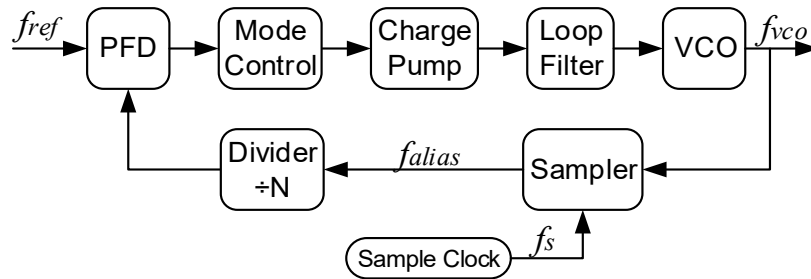 fref
PFD
Mode
Control
Charge
Pump
Loop
Filter
VCO
fvco
Divider
÷N
falias
Sampler
Sample Clock
fs